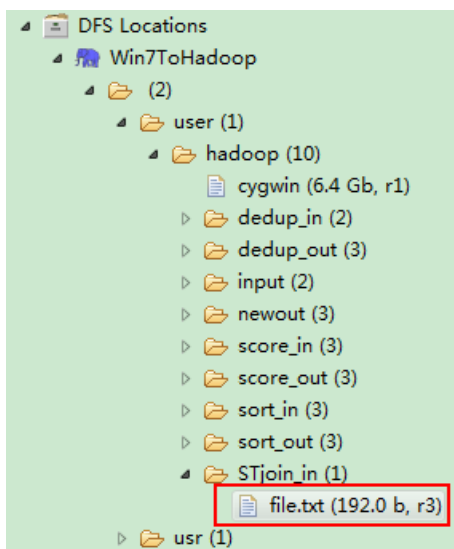 DFS Locations
Win7ToHadoop
(2)
user (1)
hadoop (10)
cygwin (6.4 Gb, r1)
dedup_in (2)
dedup_out (3)
input (2)
newout (3)
score_in (3)
score_out (3)
sort_in (3)
sort_out (3)
STjoin_in (1)
file.txt (192.0 b, r3)
usr (1)